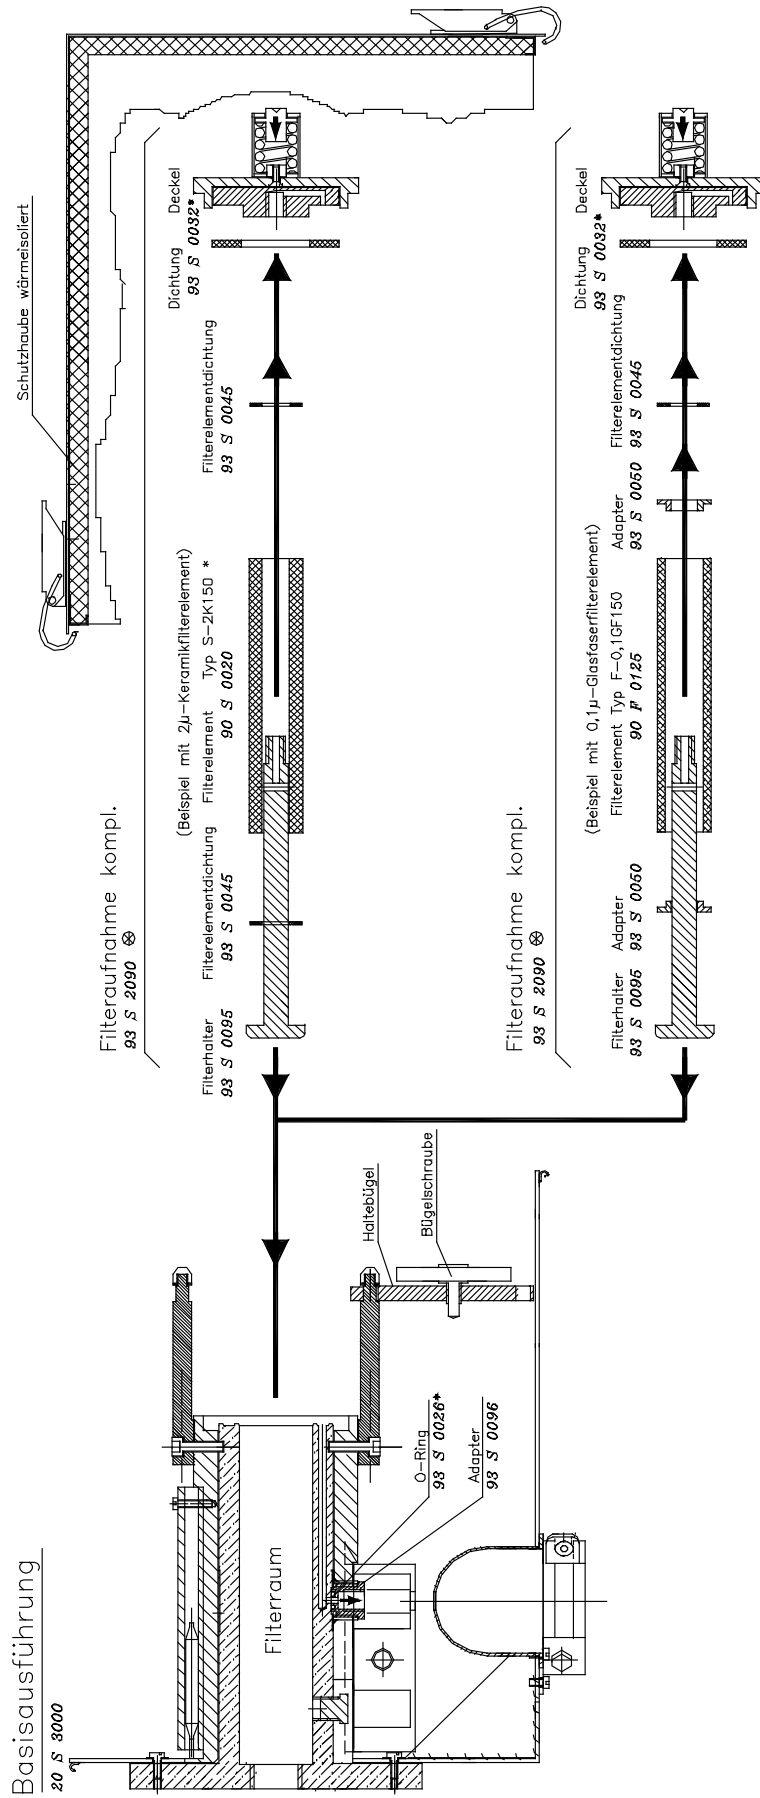 Schutzhaube wärmeisoliert
Filteraufnahme kompl.
93 S 2090
Filterhalter
93 S 0095
Filterelementdichtung
93 S 0045
(Beispiel mit 2µ-Keramikfilterelement)
Filterelement Typ S-2K150 *
90 S 0020
Filterelementdichtung
93 S 0045
Dichtung
93 S 0032*
Deckel
Filteraufnahme kompl.
93 S 2090
Filterhalter
93 S 0095
Adapter
93 S 0050
(Beispiel mit 0,1µ-Glasfaserfilterelement)
Filterelement Typ F-0,1GF150
90 F 0125
Adapter
93 S 0050
Filterelementdichtung
93 S 0045
Dichtung
93 S 0032*
Deckel
Basisausführung
20 S 3000
Filterraum
O-Ring
93 S 0026*
Adapter
93 S 0096
Haltebügel
Bügelschraube